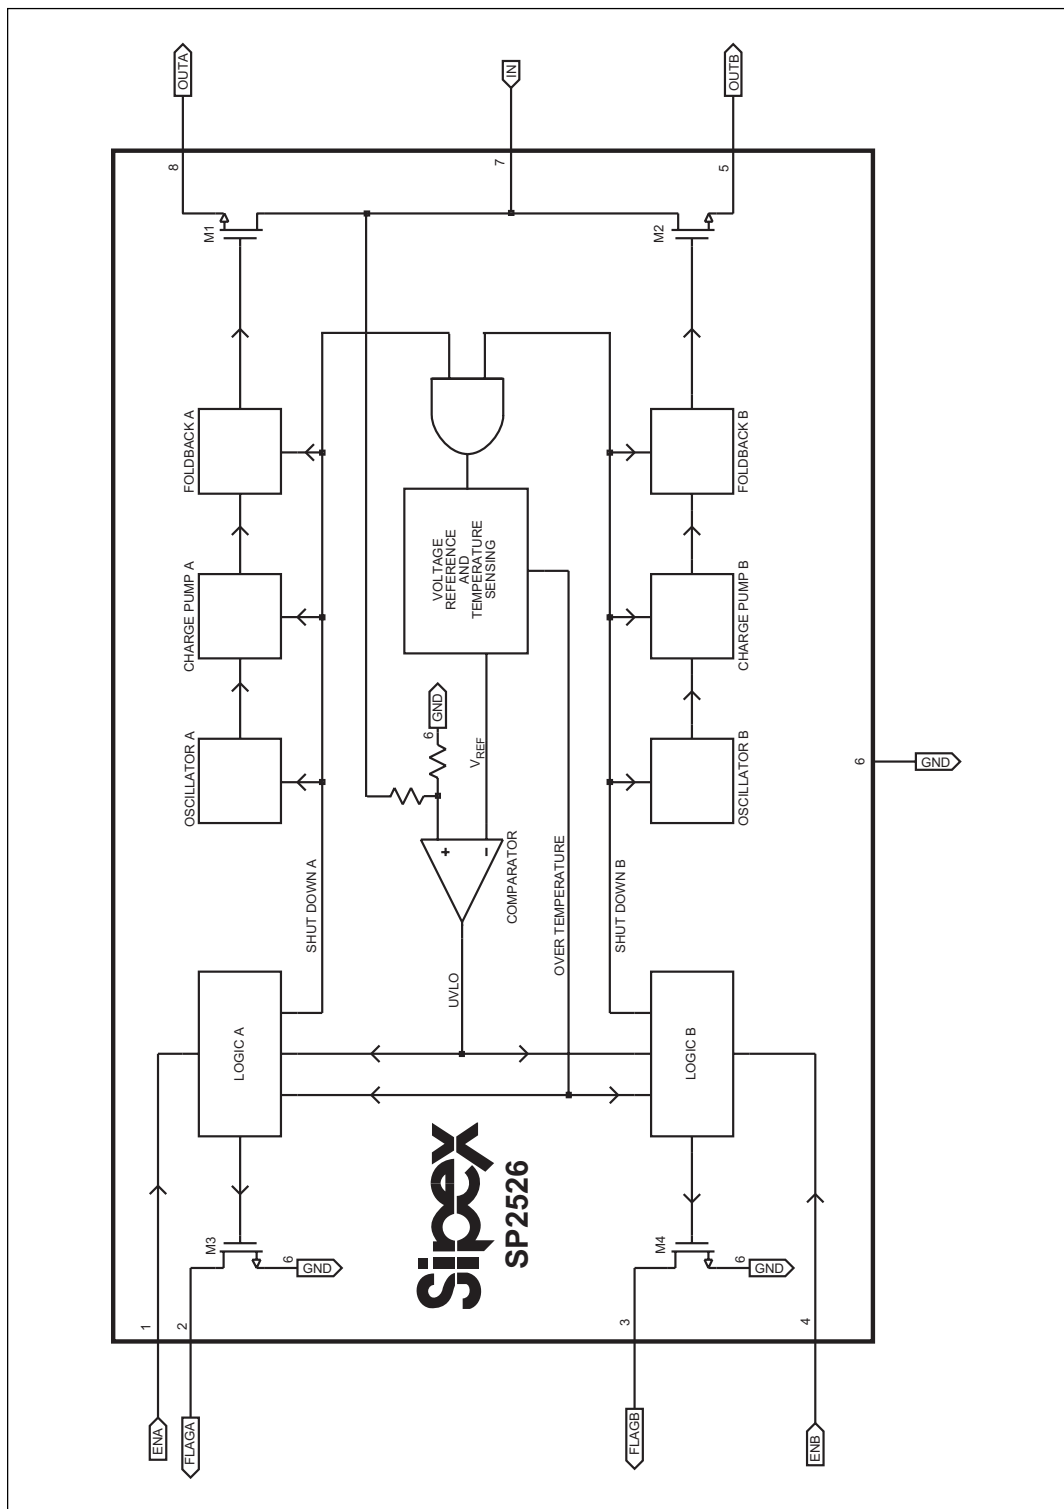 ENA
1
FLAGA
2
M3
6
GND
LOGIC A
SHUT DOWN A
OSCILLATOR A
CHARGE PUMP A
FOLDBACK A
M1
8
OUTA
Sipex
SP2526
UVLO
COMPARATOR
+
–
6
GND
VREF
VOLTAGE
REFERENCE
AND
TEMPERATURE
SENSING
7
IN
OVER TEMPERATURE
SHUT DOWN B
FLAGB
3
M4
6
GND
LOGIC B
OSCILLATOR B
CHARGE PUMP B
FOLDBACK B
M2
5
OUTB
ENB
4
6
GND